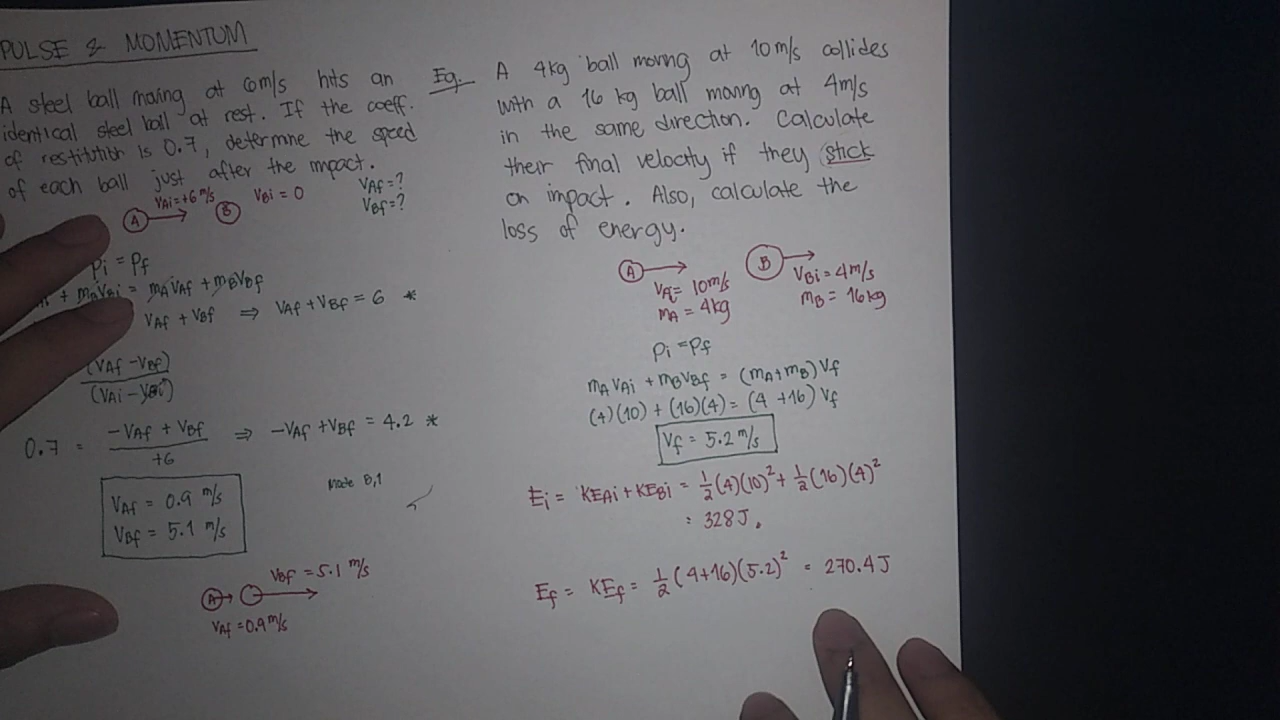 PULSE & MOMENTUM
A steel ball moving at 6m/s hits an
identical steel ball at rest. If the coeff.
of restitution is 0.7, determine the speed
of each ball just after the impact.
VAi=+6 m/s
VBi = 0
VAf = ?
VBf = ?
A
B
Pi = Pf
+ mBVBi = mAVAf + mBVBf
VAf + VBf ⇒ VAf + VBf = 6 *
(VAf - VBf)
(VAi - VBi)
0.7 = -VAf + VBf / +6 ⇒ -VAf + VBf = 4.2 *
VAf = 0.9 m/s
VBf = 5.1 m/s
Mode 8,1
VBf = 5.1 m/s
A
VAf = 0.9 m/s
Eg. A 4kg ball moving at 10m/s collides
with a 16 kg ball moving at 4m/s
in the same direction. Calculate
their final velocity if they stick
on impact. Also, calculate the
loss of energy.
A
B
VAi = 10m/s
mA = 4kg
VBi = 4m/s
mB = 16kg
Pi = Pf
mAVAi + mBVBf = (mA+mB)Vf
(4)(10) + (16)(4) = (4 +16) Vf
Vf = 5.2 m/s
Ei = KEAi + KEBi = 1/2 (4)(10)² + 1/2 (16)(4)²
= 328J.
Ef = KEf = 1/2 (4+16)(5.2)² = 270.4J